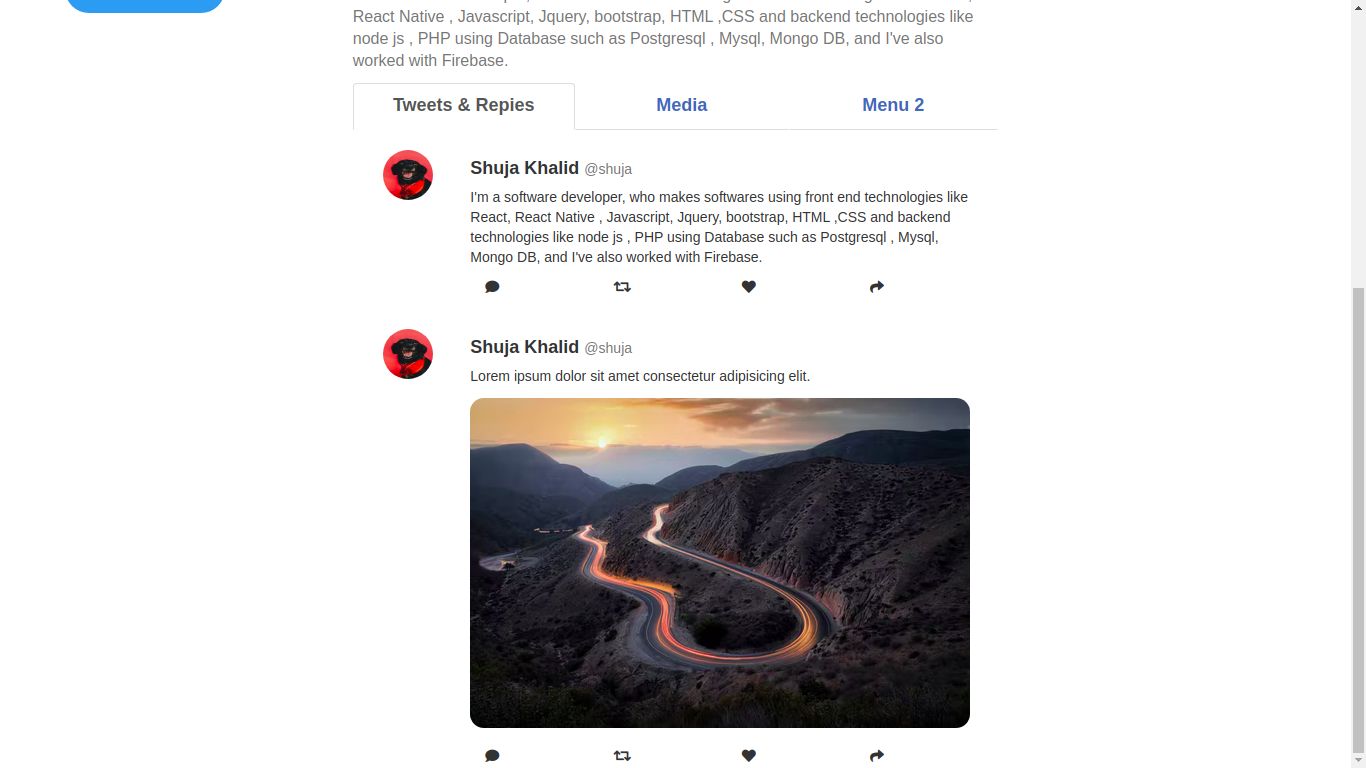 React Native , Javascript, Jquery, bootstrap, HTML ,CSS and backend technologies like
node js , PHP using Database such as Postgresql , Mysql, Mongo DB, and I've also
worked with Firebase.
Tweets & Repies Media Menu 2
Shuja Khalid @shuja
I'm a software developer, who makes softwares using front end technologies like
React, React Native , Javascript, Jquery, bootstrap, HTML ,CSS and backend
technologies like node js , PHP using Database such as Postgresql , Mysql,
Mongo DB, and I've also worked with Firebase.
Shuja Khalid @shuja
Lorem ipsum dolor sit amet consectetur adipisicing elit.